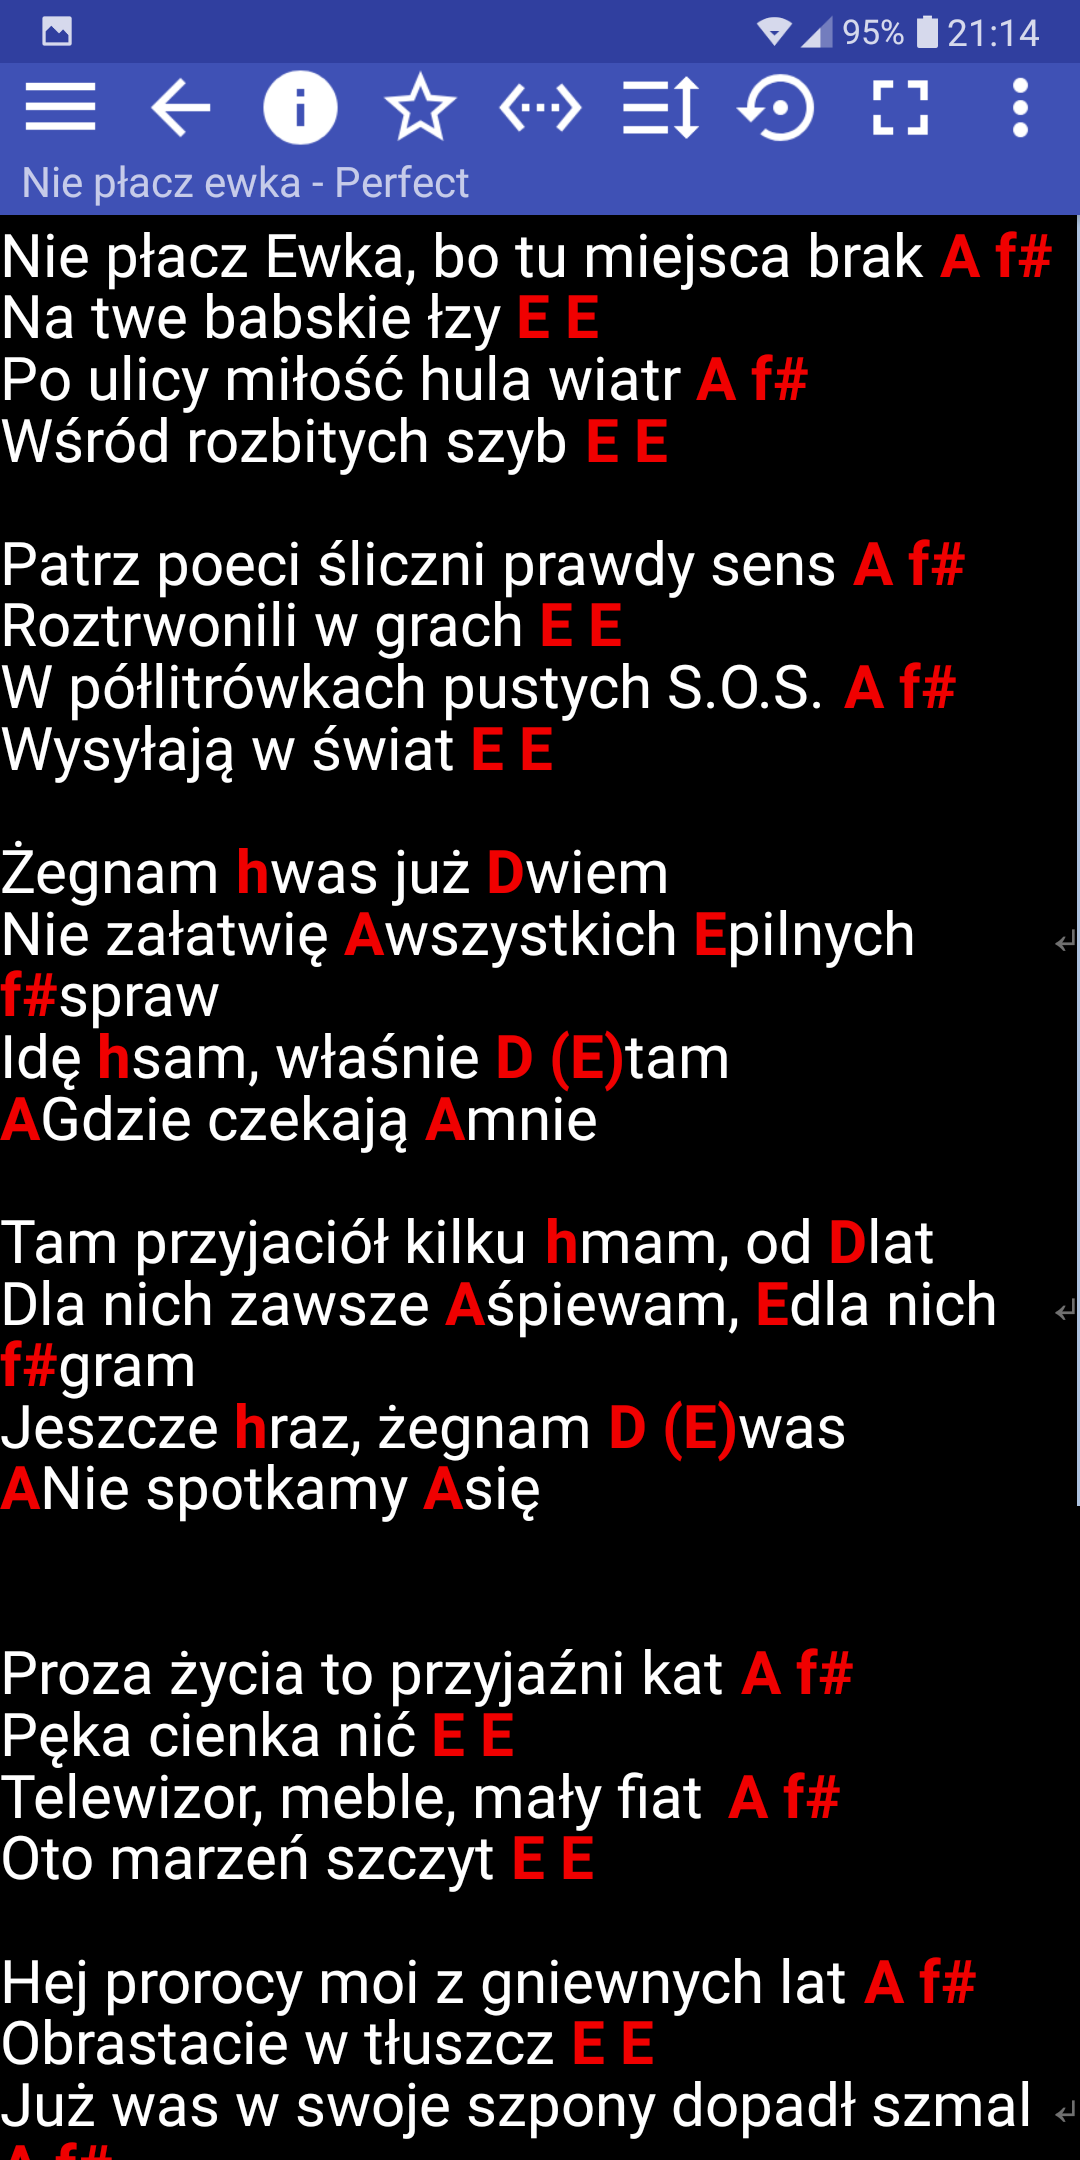 95% 21:14
Nie płacz ewka - Perfect
Nie płacz Ewka, bo tu miejsca brak A f#
Na twe babskie łzy E E
Po ulicy miłość hula wiatr A f#
Wśród rozbitych szyb E E
Patrz poeci śliczni prawdy sens A f#
Roztrwonili w grach E E
W półlitrówkach pustych S.O.S. A f#
Wysyłają w świat E E
Żegnam hwas już Dwiem
Nie załatwię Awszystkich Epilnych
f#spraw
Idę hsam, właśnie D (E)tam
AGdzie czekają Amnie
Tam przyjaciół kilku hmam, od Dlat
Dla nich zawsze Aśpiewam, Edla nich
f#gram
Jeszcze hraz, żegnam D (E)was
ANie spotkamy Asię
Proza życia to przyjaźni kat A f#
Pęka cienka nić E E
Telewizor, meble, mały fiat A f#
Oto marzeń szczyt E E
Hej prorocy moi z gniewnych lat A f#
Obrastacie w tłuszcz E E
Już was w swoje szpony dopadł szmal
A f#